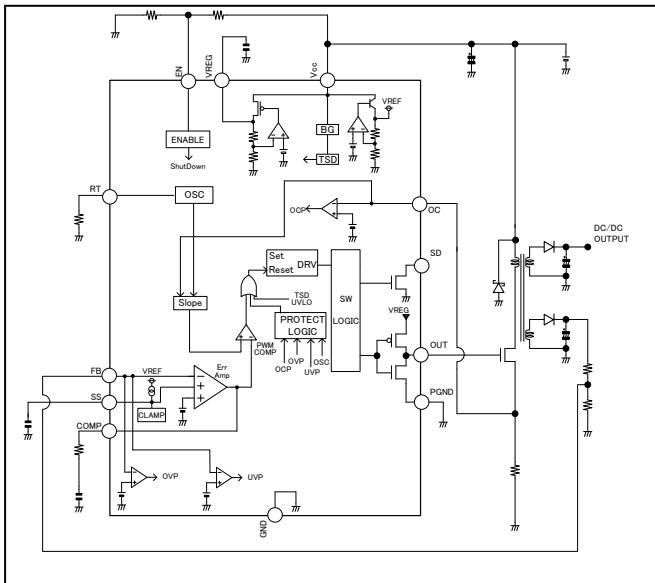 EN
VREG
Vcc
VREF
BG
TSD
ENABLE
ShutDown
RT
OSC
OCP
OC
DC/DC
OUTPUT
SD
Set
Reset
DRV
SW
LOGIC
Slope
TSD
UVLO
VREG
PROTECT
LOGIC
PWM
COMP
OCP
OVP
UVP
OSC
OUT
FB
VREF
Err
Amp
SS
CLAMP
PGND
COMP
OVP
UVP
GND